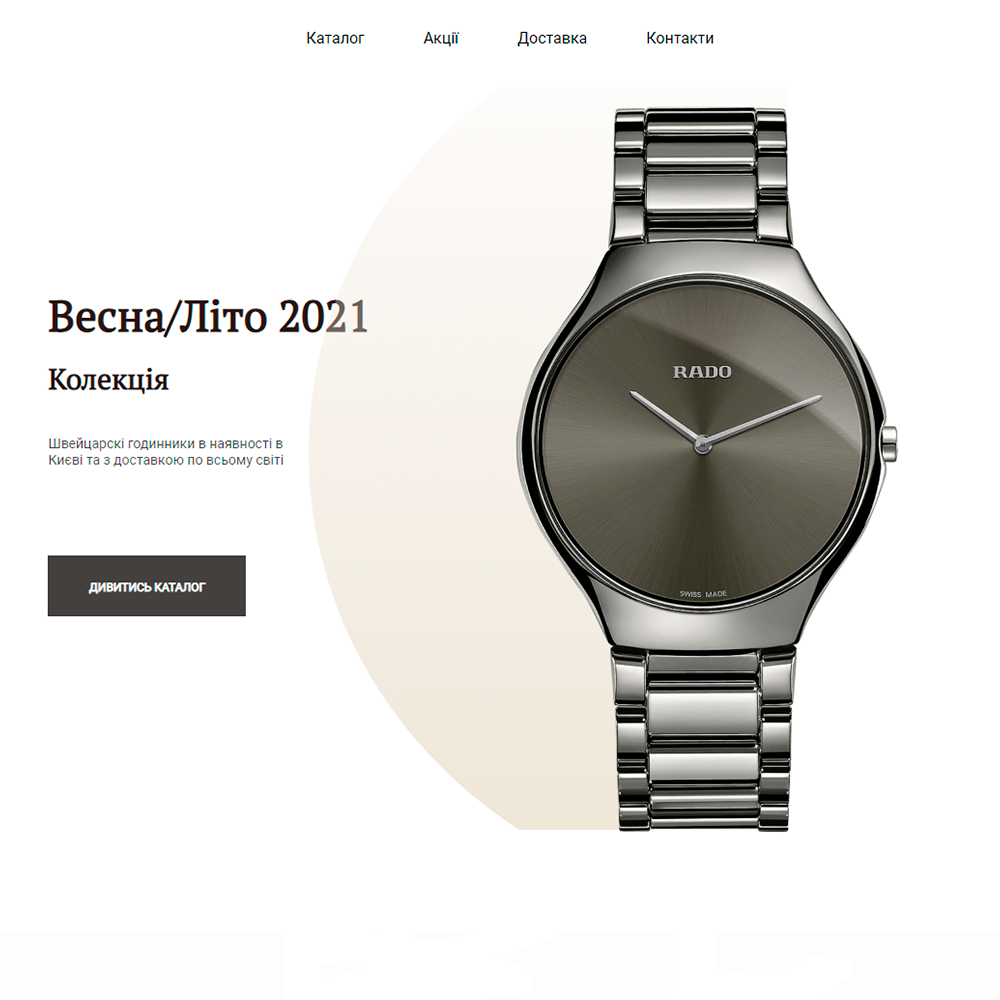 Каталог Акції Доставка Контакти
Весна/Літо 2021
Колекція
Швейцарскі годинники в наявності в
Києві та з доставкою по всьому світі
ДИВИТИСЬ КАТАЛОГ
RADO
SWISS MADE